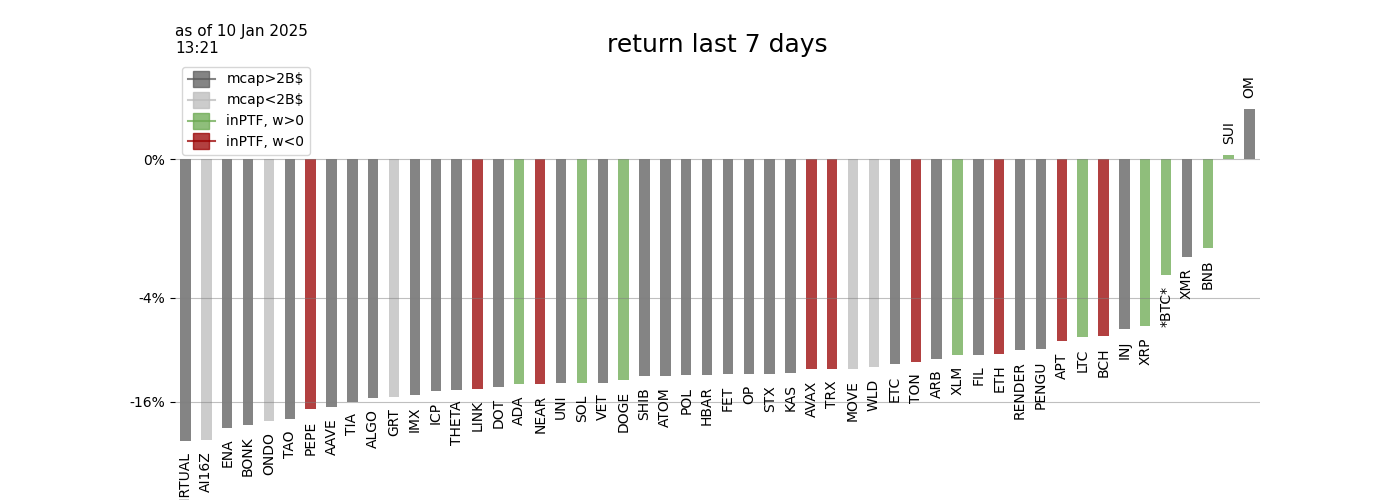 as of 10 Jan 2025
13:21
return last 7 days
mcap>2B$
mcap<2B$
inPTF, w>0
inPTF, w<0
0%
-4%
-16%
RTUAL
AI16Z
ENA
BONK
ONDO
TAO
PEPE
AAVE
TIA
ALGO
GRT
IMX
ICP
THETA
LINK
DOT
ADA
NEAR
UNI
SOL
VET
DOGE
SHIB
ATOM
POL
HBAR
FET
OP
STX
KAS
AVAX
TRX
MOVE
WLD
ETC
TON
ARB
XLM
FIL
ETH
RENDER
PENGU
APT
LTC
BCH
INJ
XRP
*BTC*
XMR
BNB
SUI
OM